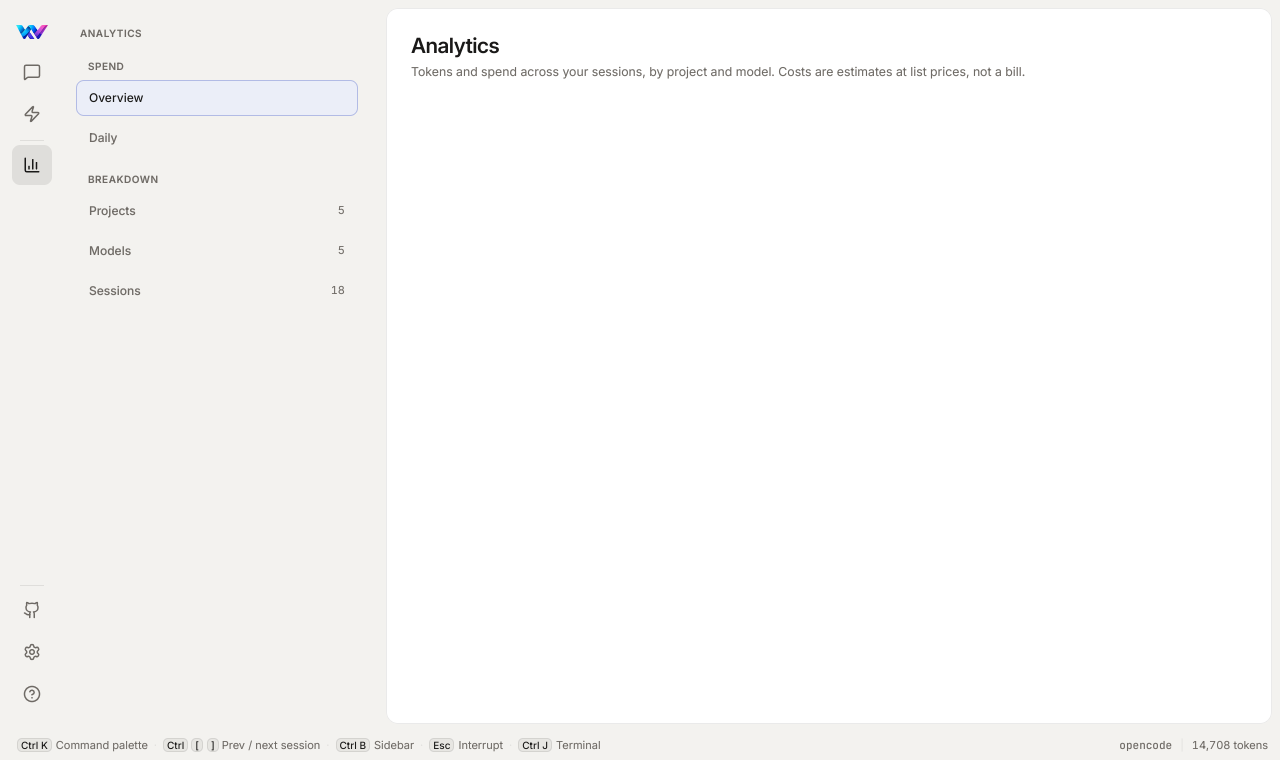 ANALYTICS
SPEND
Overview
Daily
BREAKDOWN
Projects 5
Models 5
Sessions 18
Analytics
Tokens and spend across your sessions, by project and model. Costs are estimates at list prices, not a bill.
Ctrl K Command palette Ctrl [ ] Prev / next session Ctrl B Sidebar Esc Interrupt Ctrl J Terminal opencode 14,708 tokens